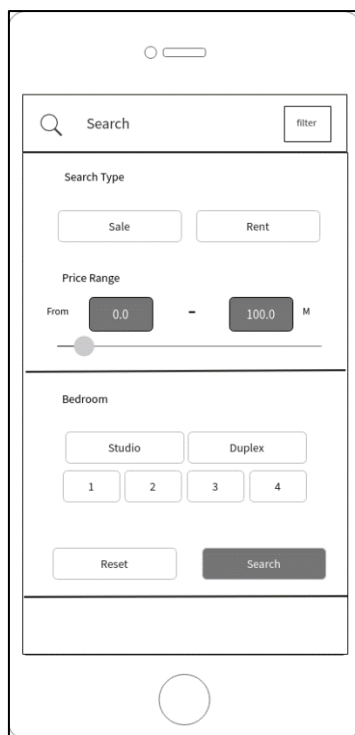 Search filter
Search Type
Sale Rent
Price Range
From 0.0 - 100.0 M
Bedroom
Studio Duplex
1 2 3 4
Reset Search